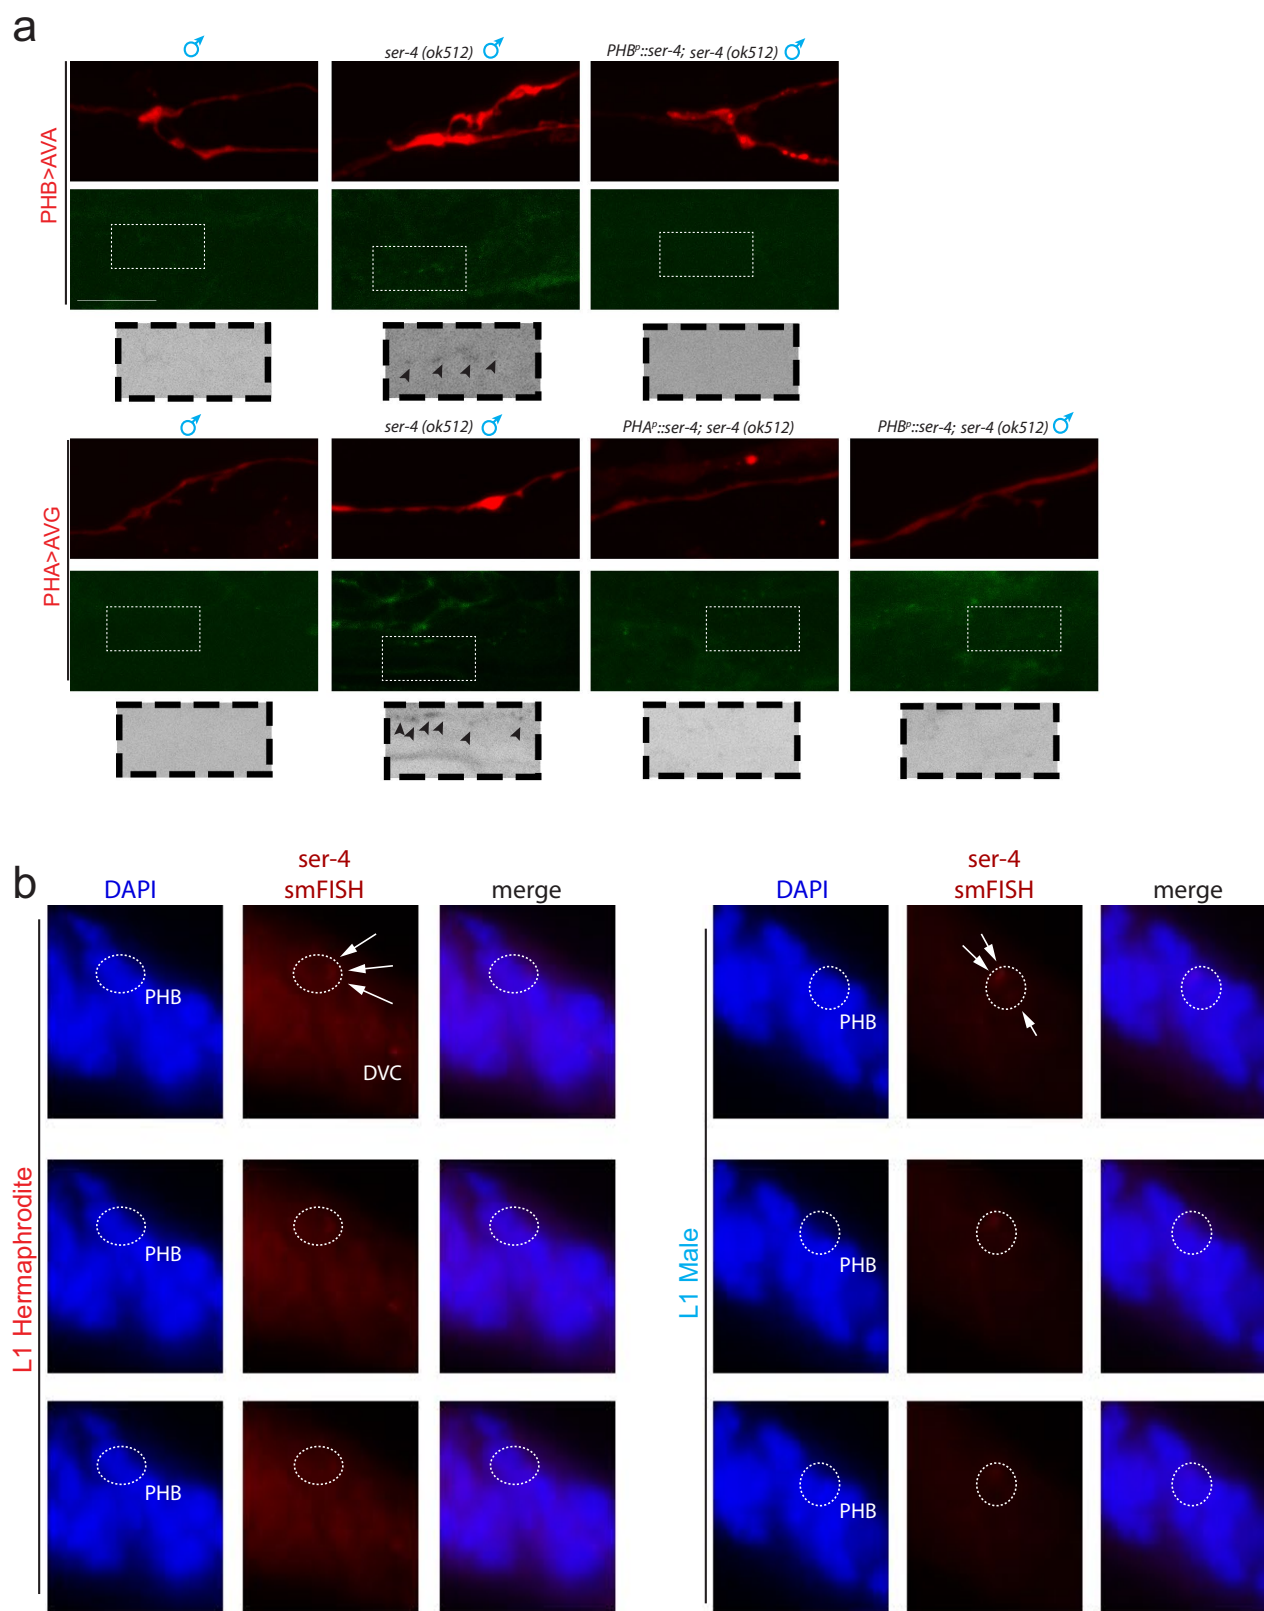 a
♂
ser-4 (ok512) ♂
PHBᵖ::ser-4; ser-4 (ok512) ♂
PHB>AVA
♂
ser-4 (ok512) ♂
PHAᵖ::ser-4; ser-4 (ok512)
PHBᵖ::ser-4; ser-4 (ok512) ♂
PHA>AVG
b
ser-4
DAPI smFISH merge
ser-4
DAPI smFISH merge
L1 Hermaphrodite
PHB
DVC
PHB
PHB
L1 Male
PHB
PHB
PHB